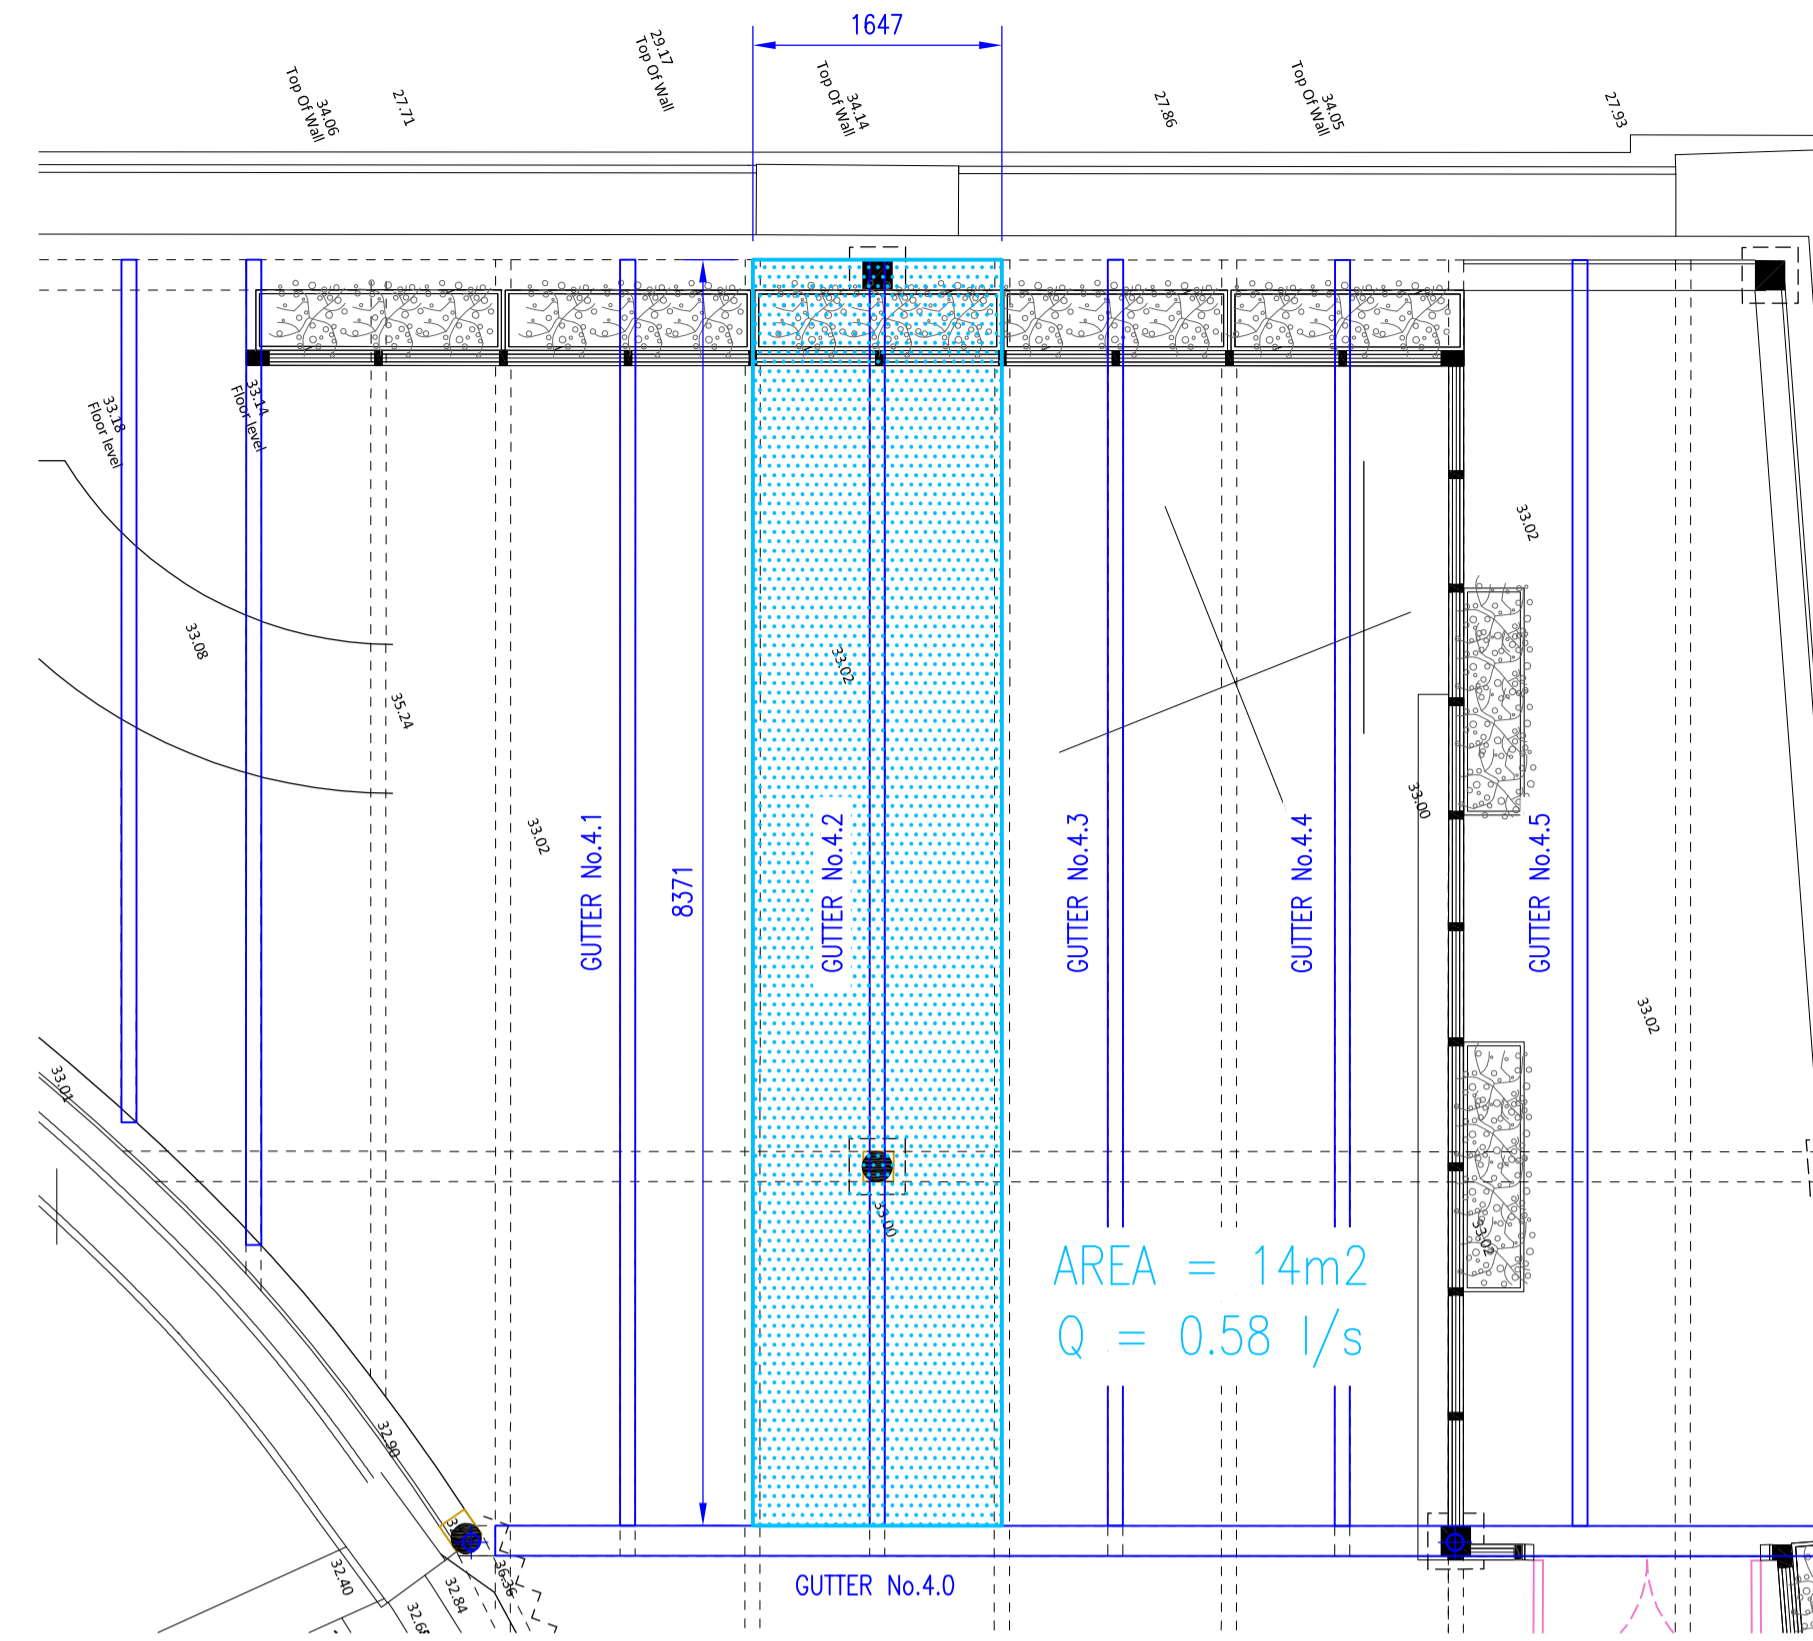 1647
29.17
Top Of Wall
34.06
Top Of Wall
27.71
34.14
Top Of Wall
27.86
34.05
Top Of Wall
27.93
33.18
Floor level
33.14
Floor level
33.02
33.08
33.02
35.24
33.00
33.02
GUTTER No.4.1
8371
GUTTER No.4.2
GUTTER No.4.3
GUTTER No.4.4
GUTTER No.4.5
33.02
33.01
33.00
33.02
AREA = 14m2
Q = 0.58 l/s
32.90
32.40
32.84
36.36
GUTTER No.4.0